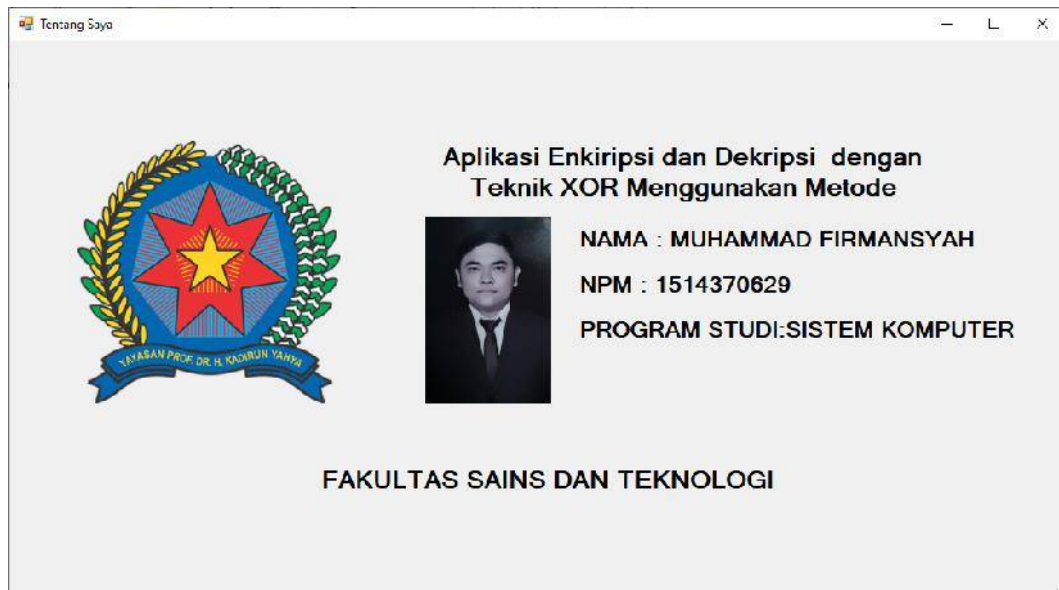 Tentang Saya
Aplikasi Enkiripsi dan Dekripsi dengan
Teknik XOR Menggunakan Metode
NAMA : MUHAMMAD FIRMANSYAH
NPM : 1514370629
PROGRAM STUDI:SISTEM KOMPUTER
YAYASAN PROF. DR. H. KADIRUN YAHYA
FAKULTAS SAINS DAN TEKNOLOGI